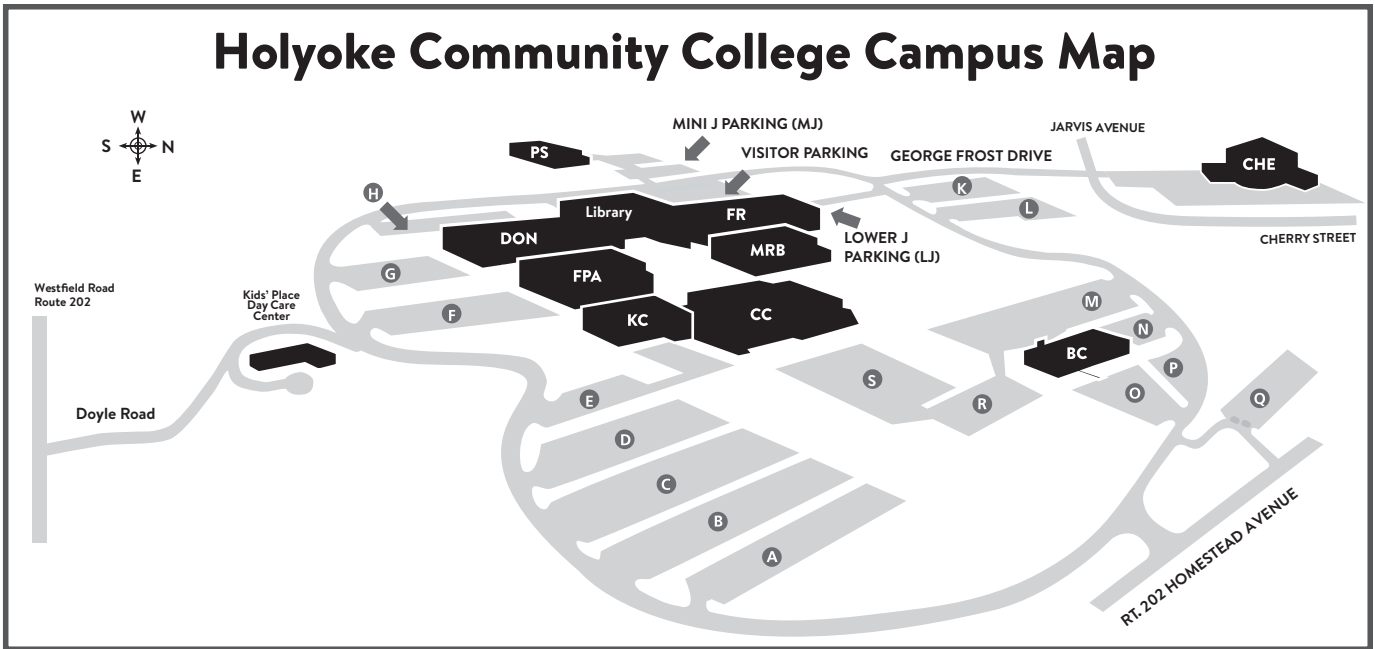 Holyoke Community College Campus Map
W
S N
E
MINI J PARKING (MJ)
JARVIS AVENUE
PS
VISITOR PARKING
GEORGE FROST DRIVE
CHE
K
H
L
Library
FR
DON
LOWER J
PARKING (LJ)
CHERRY STREET
MRB
G
FPA
Westfield Road
Route 202
Kids' Place
Day Care
Center
M
F
KC
CC
N
BC
P
S
O
Q
E
R
Doyle Road
D
C
B
A
RT. 202 HOMESTEAD AVENUE